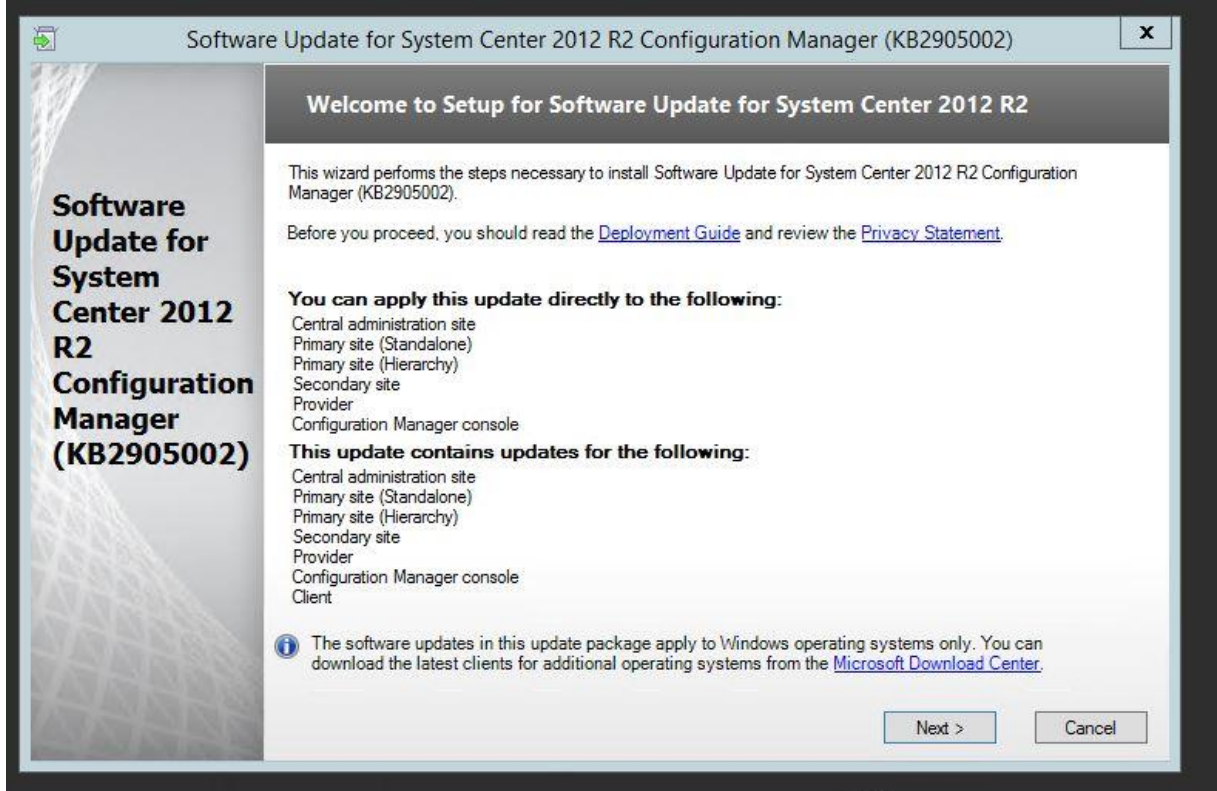 Software Update for System Center 2012 R2 Configuration Manager (KB2905002)
x
Welcome to Setup for Software Update for System Center 2012 R2
Software
Update for
System
Center 2012
R2
Configuration
Manager
(KB2905002)
This wizard performs the steps necessary to install Software Update for System Center 2012 R2 Configuration
Manager (KB2905002).
Before you proceed, you should read the Deployment Guide and review the Privacy Statement.
You can apply this update directly to the following:
Central administration site
Primary site (Standalone)
Primary site (Hierarchy)
Secondary site
Provider
Configuration Manager console
This update contains updates for the following:
Central administration site
Primary site (Standalone)
Primary site (Hierarchy)
Secondary site
Provider
Configuration Manager console
Client
The software updates in this update package apply to Windows operating systems only. You can
download the latest clients for additional operating systems from the Microsoft Download Center.
Next >
Cancel